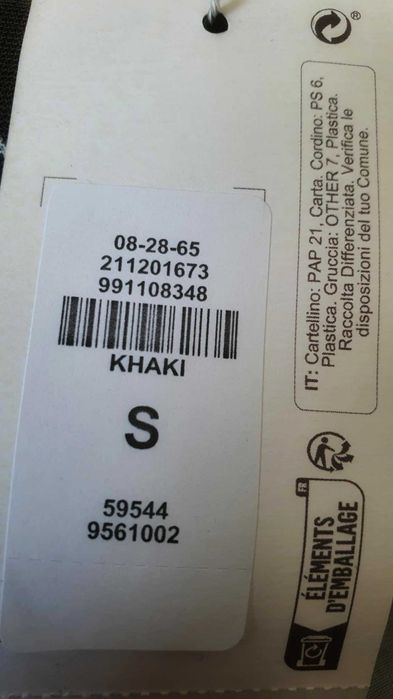 08-28-65
211201673
991108348
KHAKI
S
59544
9561002
IT: Cartellino: PAP 21, Carta. Cordino: PS 6,
Plastica. Gruccia: OTHER 7, Plastica.
Raccolta Differenziata. Verifica le
disposizioni del tuo Comune.
FR
ÉLÉMENTS
D'EMBALLAGE